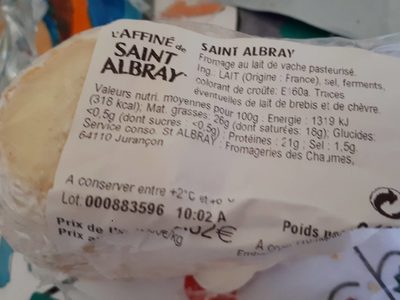 L'AFFINÉ de
SAINT
ALBRAY
SAINT ALBRAY
Fromage au lait de vache pasteurisé.
Ing.: LAIT (Origine : France), sel, ferments,
colorant de croûte: E160a. Traces
éventuelles de lait de brebis et de chèvre.
Valeurs nutri. moyennes pour 100g : Energie : 1319 kJ
(318 kcal), Mat. grasses: 26g (dont saturées: 18g); Glucides:
<0,5g (dont sucres : <0,5g) ; Protéines : 21g ; Sel : 1,5g.
Service conso. St ALBRAY : Fromageries des Chaumes,
64110 Jurançon
A conserver entre +2°C et
Lot: 000883596 10:02 A
Prix de
Prix
€/kg
€
Poids
A